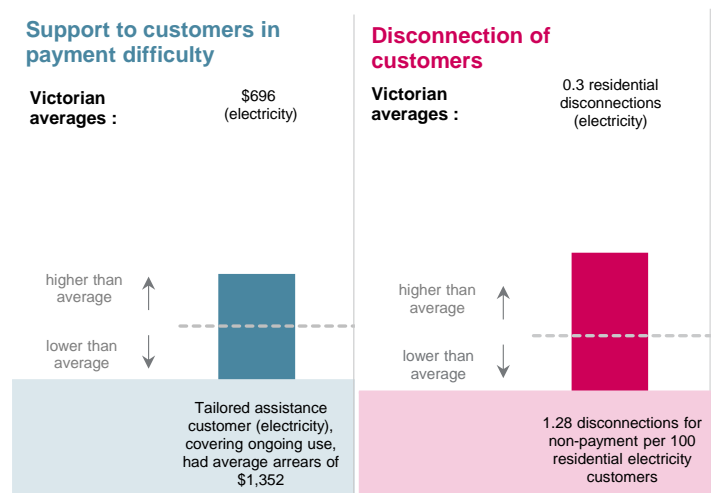 Support to customers in
payment difficulty
Victorian
averages :
$696
(electricity)
higher than
average
lower than
average
Tailored assistance
customer (electricity),
covering ongoing use,
had average arrears of
$1,352
Disconnection of
customers
Victorian
averages :
0.3 residential
disconnections
(electricity)
higher than
average
lower than
average
1.28 disconnections for
non-payment per 100
residential electricity
customers